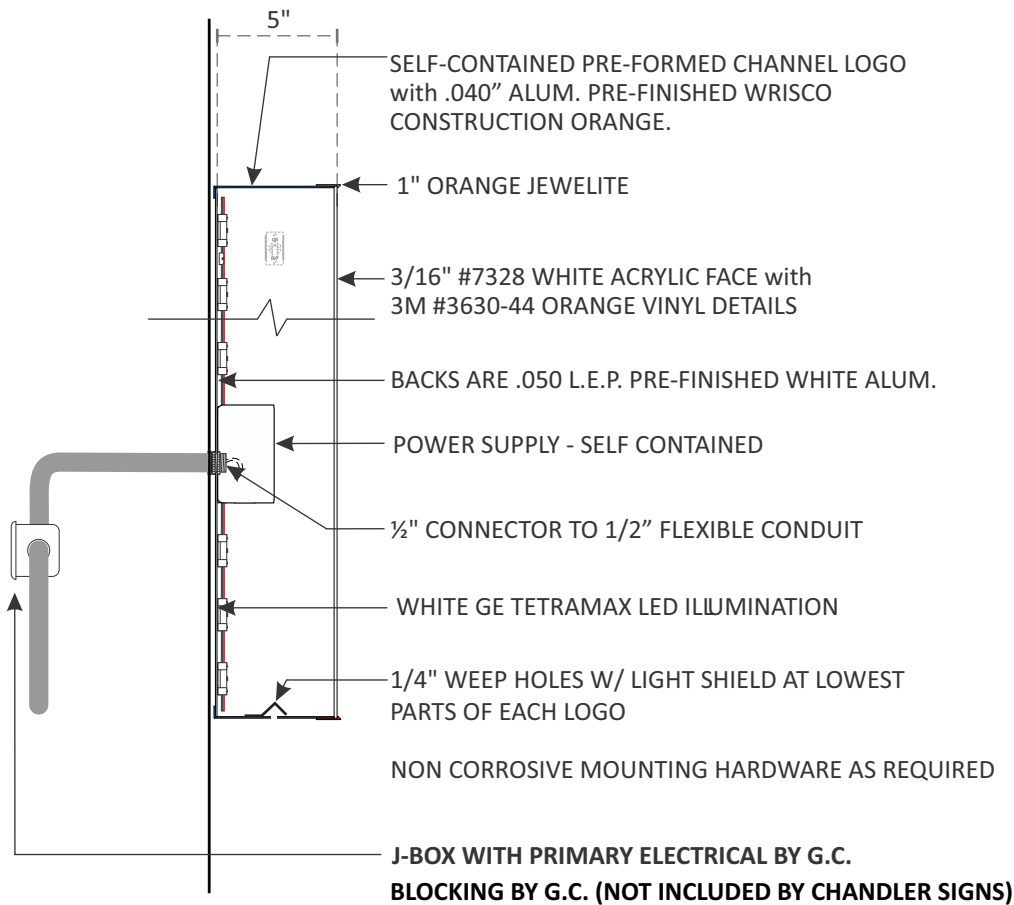 5"
SELF-CONTAINED PRE-FORMED CHANNEL LOGO
with .040” ALUM. PRE-FINISHED WRISCO
CONSTRUCTION ORANGE.
1" ORANGE JEWELITE
3/16" #7328 WHITE ACRYLIC FACE with
3M #3630-44 ORANGE VINYL DETAILS
BACKS ARE .050 L.E.P. PRE-FINISHED WHITE ALUM.
POWER SUPPLY - SELF CONTAINED
½" CONNECTOR TO 1/2” FLEXIBLE CONDUIT
WHITE GE TETRAMAX LED ILLUMINATION
1/4" WEEP HOLES W/ LIGHT SHIELD AT LOWEST
PARTS OF EACH LOGO
NON CORROSIVE MOUNTING HARDWARE AS REQUIRED
J-BOX WITH PRIMARY ELECTRICAL BY G.C.
BLOCKING BY G.C. (NOT INCLUDED BY CHANDLER SIGNS)